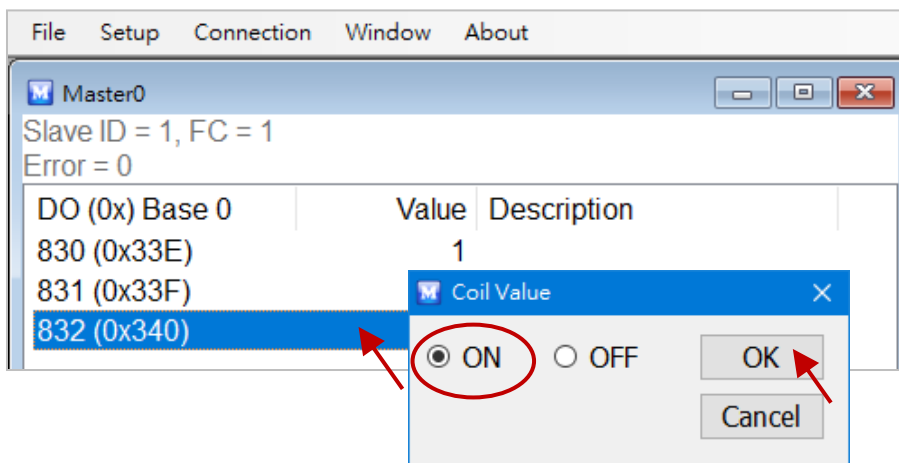 File Setup Connection Window About
Master0
Slave ID = 1, FC = 1
Error = 0
DO (0x) Base 0 Value Description
830 (0x33E) 1
831 (0x33F)
832 (0x340)
Coil Value
ON OFF OK
Cancel